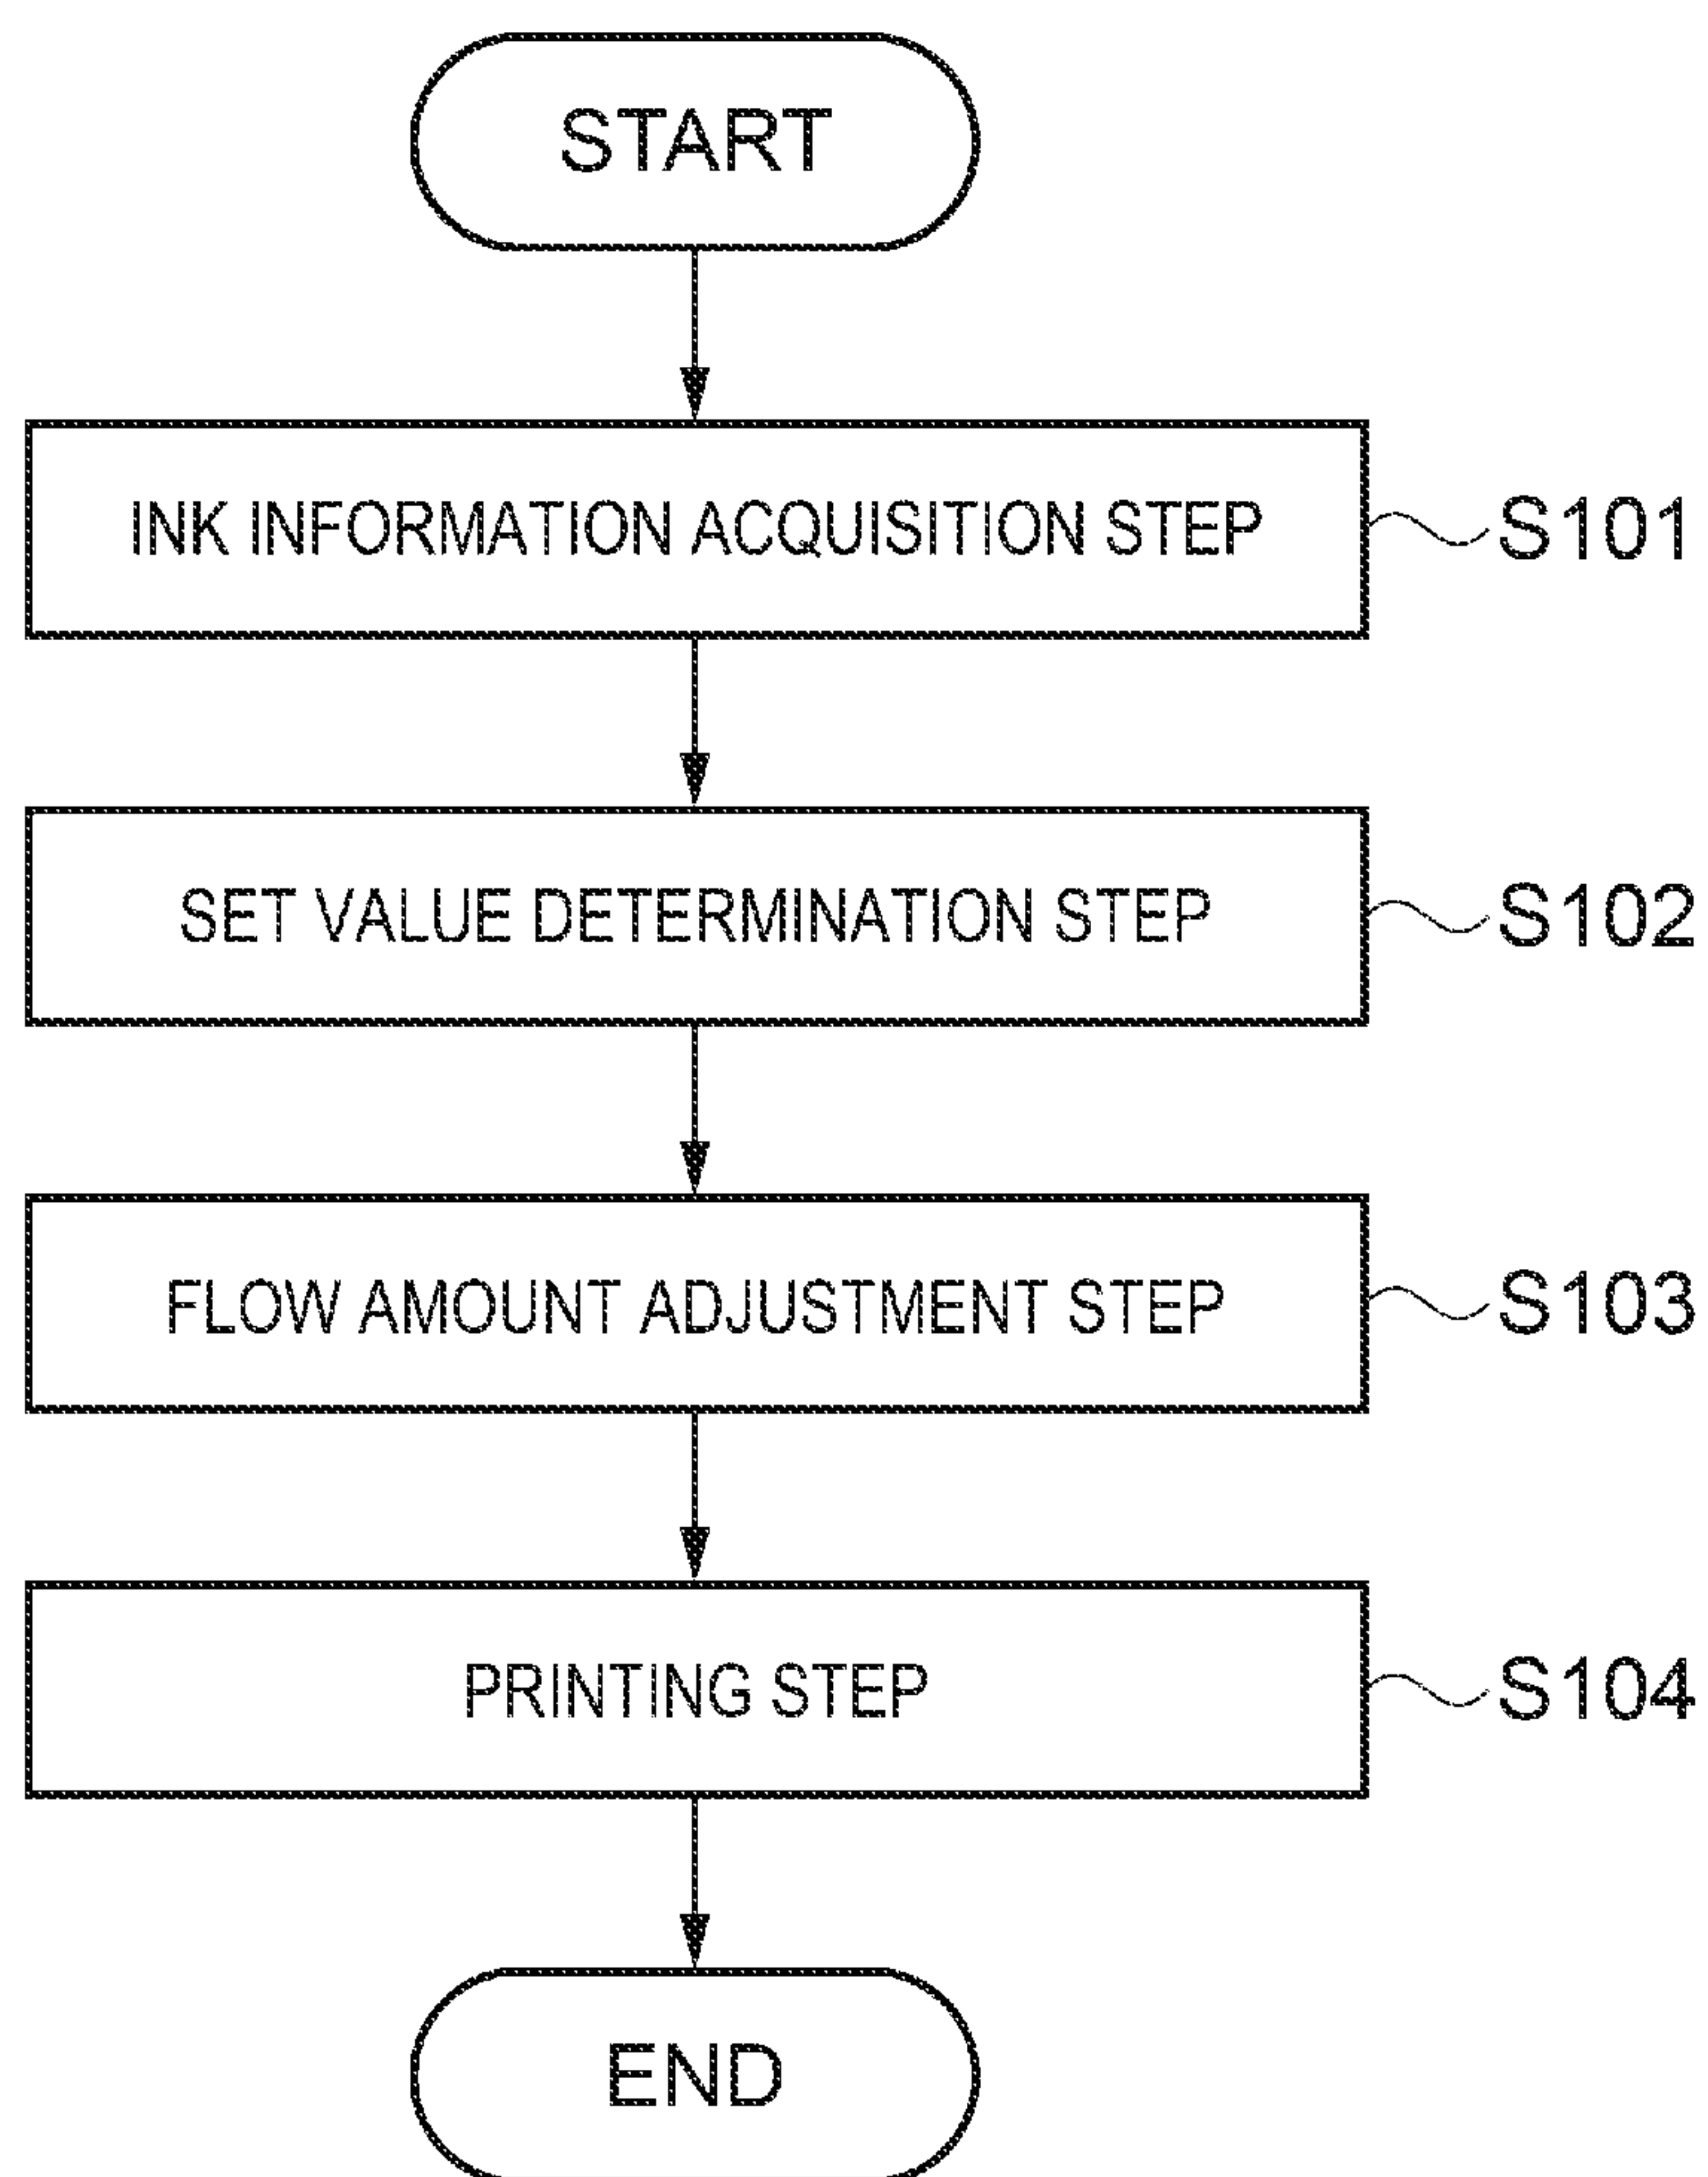 START
INK INFORMATION ACQUISITION STEP S101
SET VALUE DETERMINATION STEP S102
FLOW AMOUNT ADJUSTMENT STEP S103
PRINTING STEP S104
END